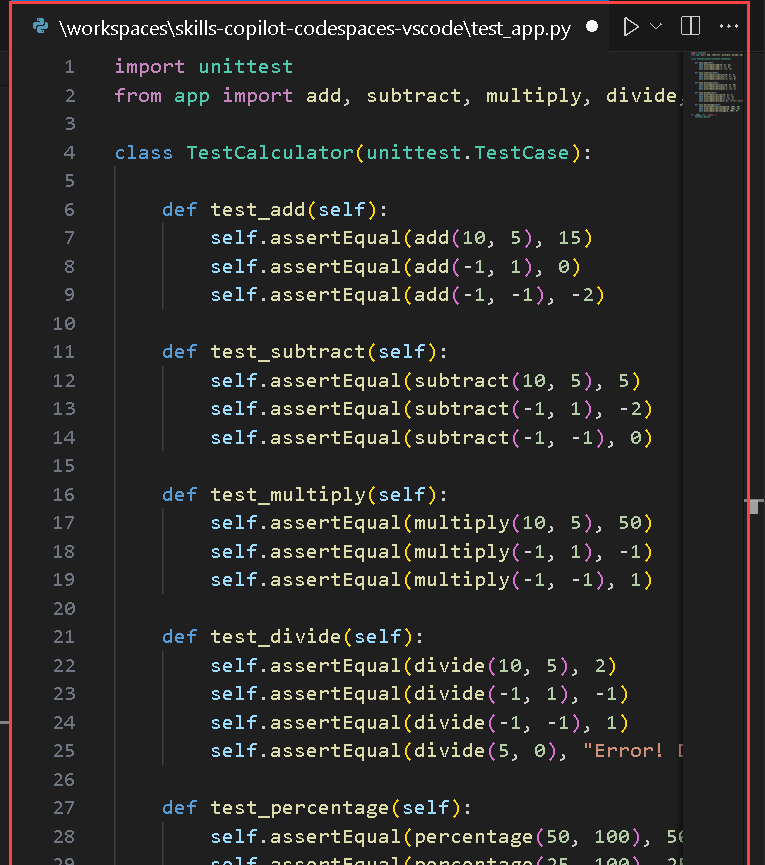 \workspaces\skills-copilot-codespaces-vscode\test_app.py
1 import unittest
2 from app import add, subtract, multiply, divide,
3
4 class TestCalculator(unittest.TestCase):
5
6     def test_add(self):
7         self.assertEqual(add(10, 5), 15)
8         self.assertEqual(add(-1, 1), 0)
9         self.assertEqual(add(-1, -1), -2)
10
11     def test_subtract(self):
12         self.assertEqual(subtract(10, 5), 5)
13         self.assertEqual(subtract(-1, 1), -2)
14         self.assertEqual(subtract(-1, -1), 0)
15
16     def test_multiply(self):
17         self.assertEqual(multiply(10, 5), 50)
18         self.assertEqual(multiply(-1, 1), -1)
19         self.assertEqual(multiply(-1, -1), 1)
20
21     def test_divide(self):
22         self.assertEqual(divide(10, 5), 2)
23         self.assertEqual(divide(-1, 1), -1)
24         self.assertEqual(divide(-1, -1), 1)
25         self.assertEqual(divide(5, 0), "Error!
26
27     def test_percentage(self):
28         self.assertEqual(percentage(50, 100), 50
29         self.assertEqual(percentage(25, 100),